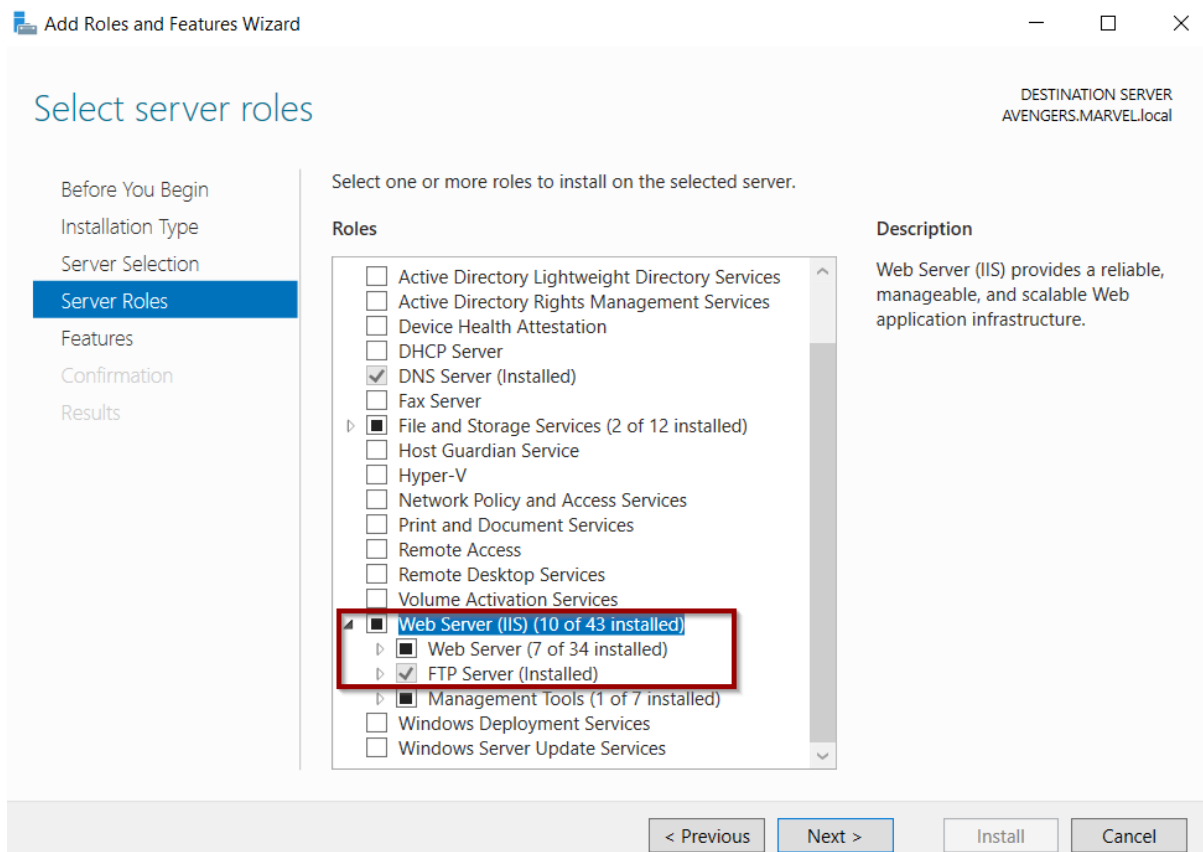 Add Roles and Features Wizard
Select server roles
DESTINATION SERVER
AVENGERS.MARVEL.local
Before You Begin
Installation Type
Server Selection
Server Roles
Features
Confirmation
Results
Select one or more roles to install on the selected server.
Roles
Active Directory Lightweight Directory Services
Active Directory Rights Management Services
Device Health Attestation
DHCP Server
DNS Server (Installed)
Fax Server
File and Storage Services (2 of 12 installed)
Host Guardian Service
Hyper-V
Network Policy and Access Services
Print and Document Services
Remote Access
Remote Desktop Services
Volume Activation Services
Web Server (IIS) (10 of 43 installed)
Web Server (7 of 34 installed)
FTP Server (Installed)
Management Tools (1 of 7 installed)
Windows Deployment Services
Windows Server Update Services
Description
Web Server (IIS) provides a reliable,
manageable, and scalable Web
application infrastructure.
< Previous
Next >
Install
Cancel